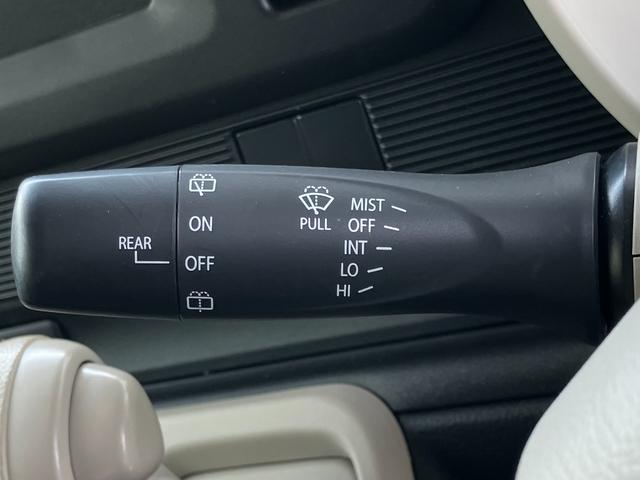 REAR
ON
OFF
PULL
MIST
OFF
INT
LO
HI